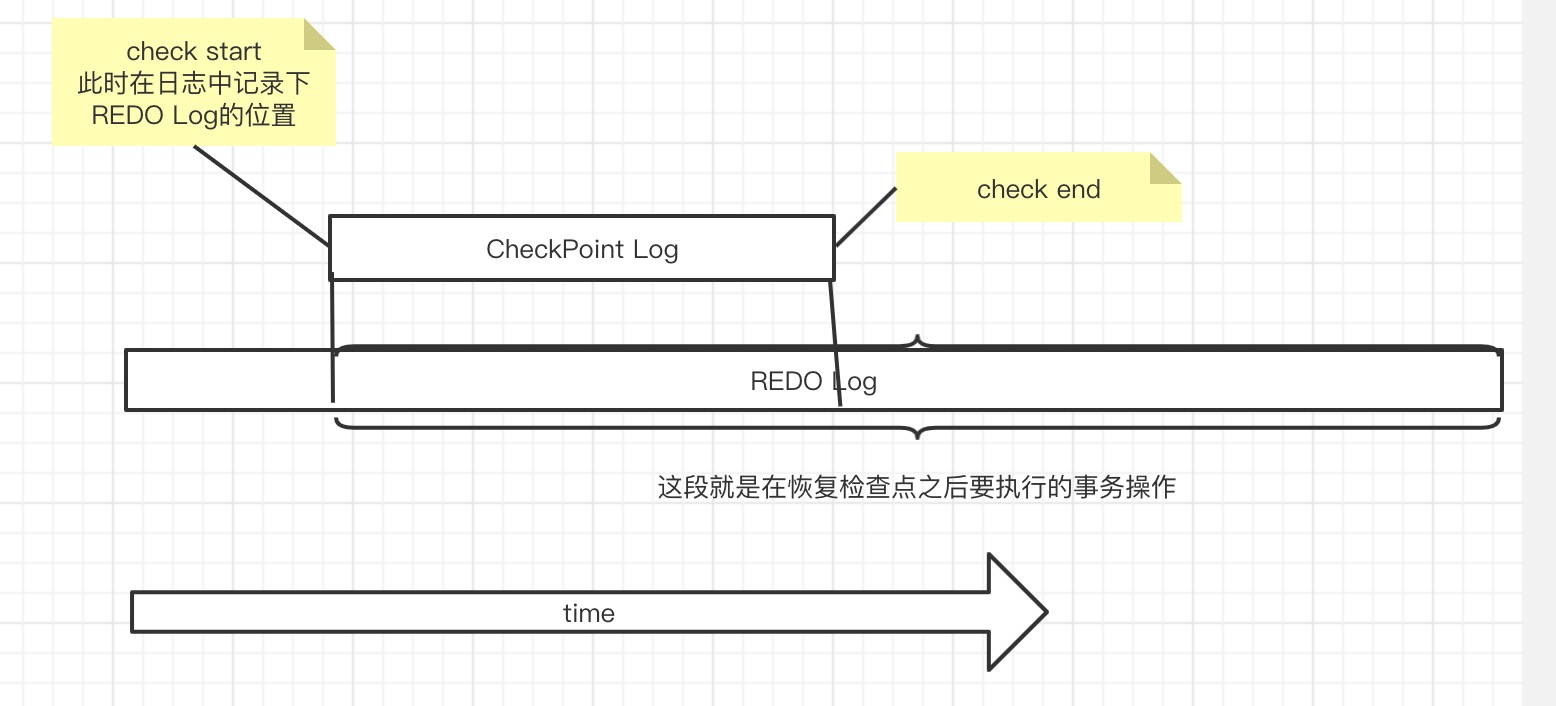 check start
此时在日志中记录下
REDO Log的位置
check end
CheckPoint Log
REDO Log
这段就是在恢复检查点之后要执行的事务操作
time